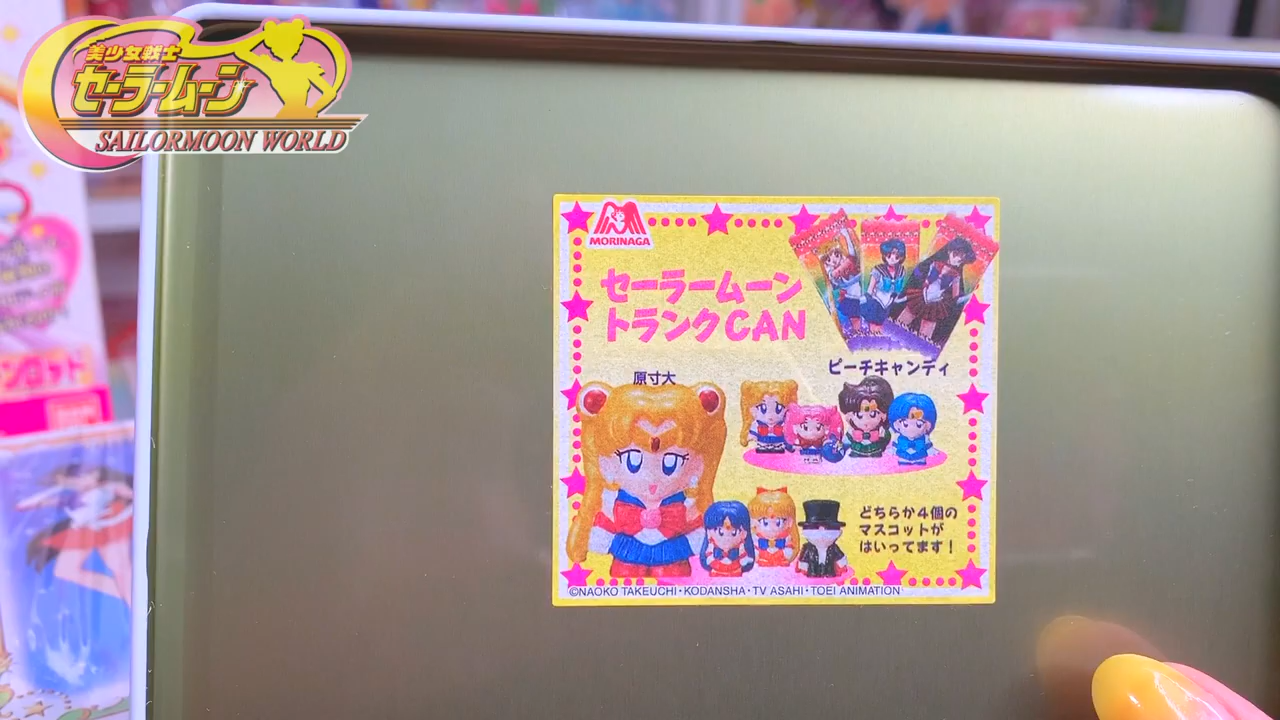 美少女戦士
セーラームーン
SAILORMOON WORLD
MORINAGA
セーラームーン
トランクCAN
ピーチキャンディ
原寸大
どちらか4個の
マスコットが
はいってます!
©NAOKO TAKEUCHI・KODANSHA・TV ASAHI・TOEI ANIMATION